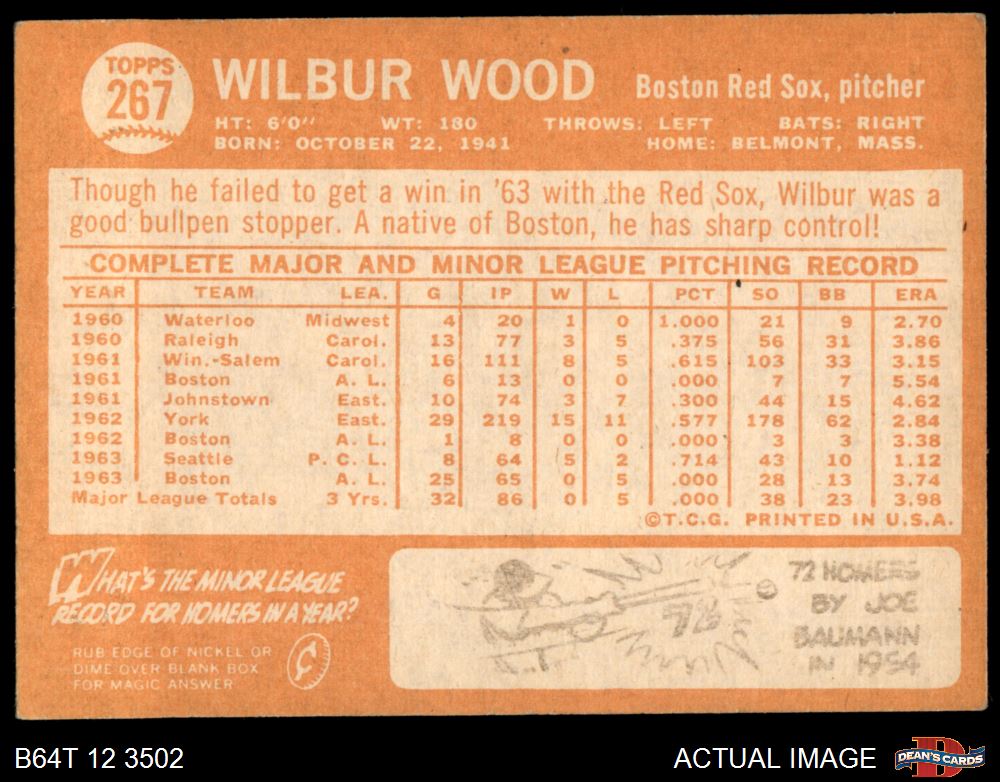 TOPPS
267
WILBUR WOOD
Boston Red Sox, pitcher
HT: 6'0" WT: 180 THROWS: LEFT BATS: RIGHT
BORN: OCTOBER 22, 1941 HOME: BELMONT, MASS.
Though he failed to get a win in '63 with the Red Sox, Wilbur was a
good bullpen stopper. A native of Boston, he has sharp control!
COMPLETE MAJOR AND MINOR LEAGUE PITCHING RECORD
YEAR TEAM LEA. G IP W L PCT SO BB ERA
1960 Waterloo Midwest 4 20 1 0 1.000 21 9 2.70
1960 Raleigh Carol. 13 77 3 5 .375 56 31 3.86
1961 Win.-Salem Carol. 16 111 8 5 .615 103 33 3.15
1961 Boston A. L. 6 13 0 0 .000 7 7 5.54
1961 Johnstown East. 10 74 3 7 .300 44 15 4.62
1962 York East. 29 219 15 11 .577 178 62 2.84
1962 Boston A. L. 1 8 0 0 .000 3 3 3.38
1963 Seattle P. C. L. 8 64 5 2 .714 43 10 1.12
1963 Boston A. L. 25 65 0 5 .000 28 13 3.74
Major League Totals 3 Yrs. 32 86 0 5 .000 38 23 3.98
©T.C.G. PRINTED IN U.S.A.
WHAT'S THE MINOR LEAGUE
RECORD FOR HOMERS IN A YEAR?
RUB EDGE OF NICKEL OR
DIME OVER BLANK BOX
FOR MAGIC ANSWER
72 HOMERS
BY JOE
BAUMANN
IN 1954
B64T 12 3502
ACTUAL IMAGE
DEAN'S CARDS